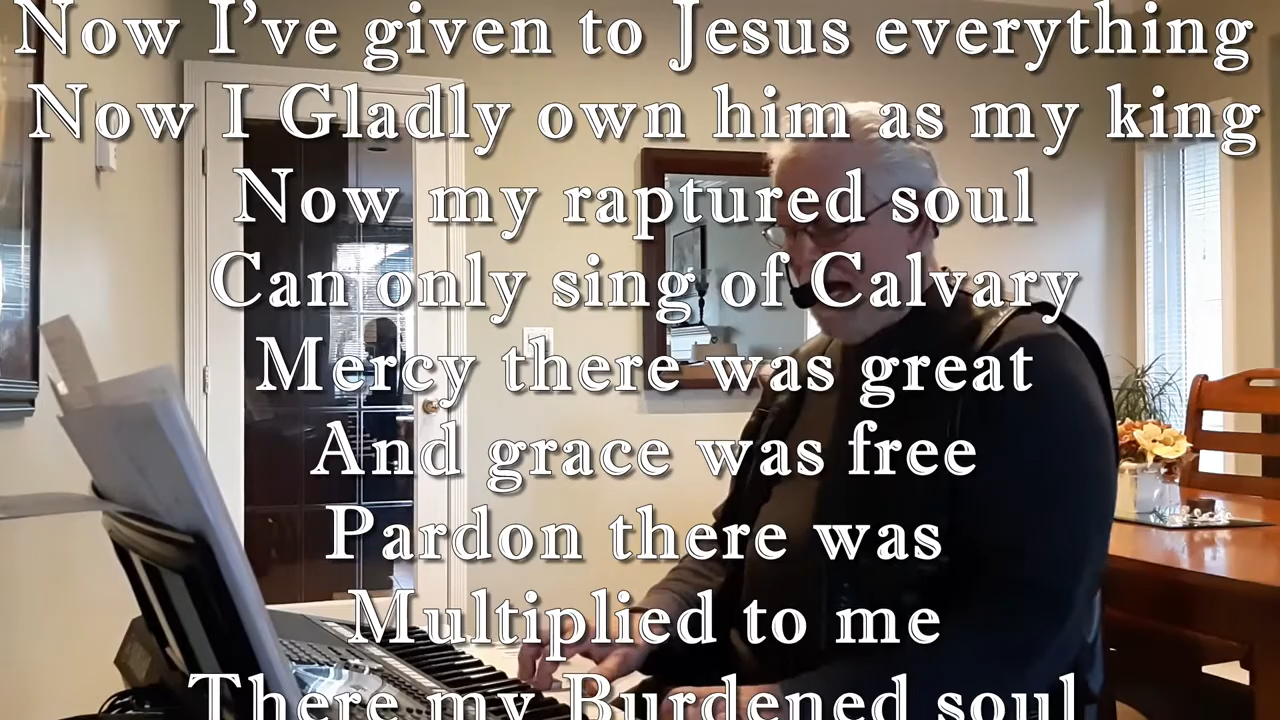 Now I've given to Jesus everything
Now I Gladly own him as my king
Now my raptured soul
Can only sing of Calvary
Mercy there was great
And grace was free
Pardon there was
Multiplied to me
There my Burdened soul